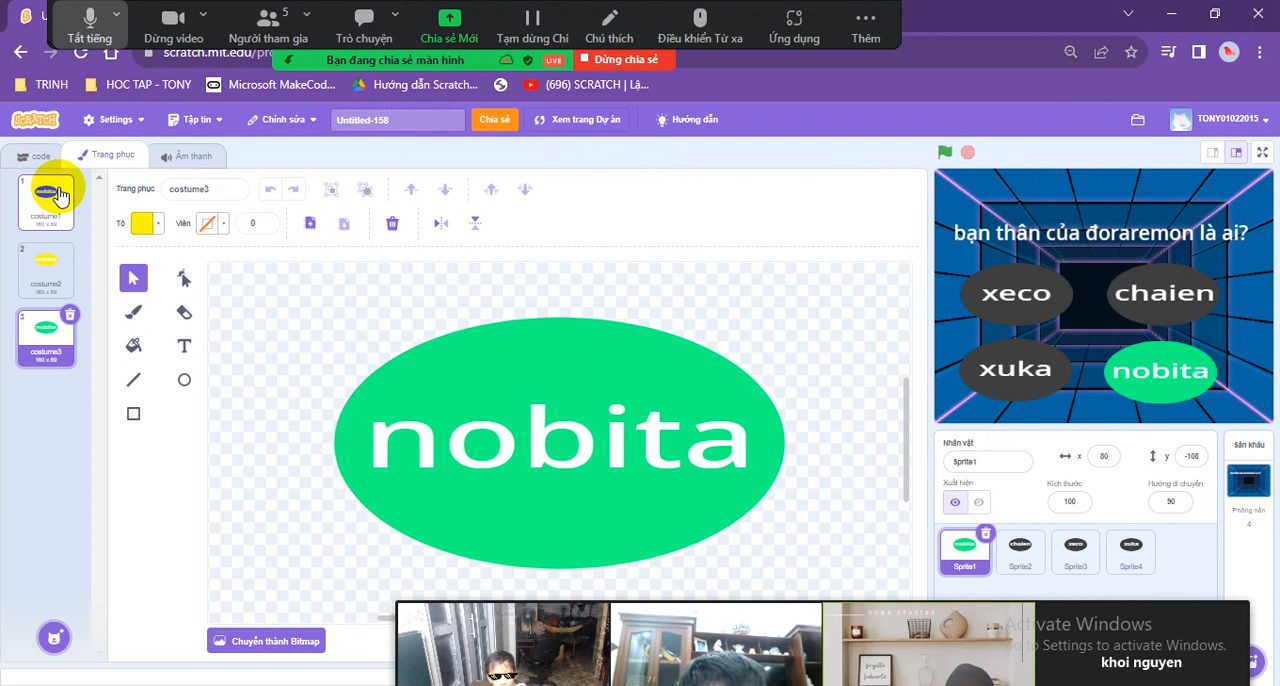 5
Tắt tiếng
Dừng video
Người tham gia
Trò chuyện
Chia sẻ Mới
Tạm dừng Chi
Chú thích
Điều khiển Từ xa
Ứng dụng
Thêm
scratch.mit.edu/pro
Bạn đang chia sẻ màn hình
LIVE
Dừng chia sẻ
TRINH
HOC TAP - TONY
Microsoft MakeCod...
Hướng dẫn Scratch...
(696) SCRATCH | Lậ...
SCRATCH
Settings
Tập tin
Chỉnh sửa
Untitled-158
Chia sẻ
Xem trang Dự án
Hướng dẫn
TONY01022015
code
Trang phục
Âm thanh
1
nobita
costume1
160 x 89
2
costume2
160 x 89
3
nobita
costume3
160 x 89
Trang phục
costume3
Tô
Viền
0
T
nobita
Chuyển thành Bitmap
bạn thân của đoraremon là ai?
xeco
chaien
xuka
nobita
Nhân vật
Sprite1
x
80
y
-108
Xuất hiện
Kích thước
100
Hướng di chuyển
90
nobita
Sprite1
chaien
Sprite2
xeco
Sprite3
xuka
Sprite4
Sân khấu
Phông nền
4
Activate Windows
Go to Settings to activate Windows.
khoi nguyen